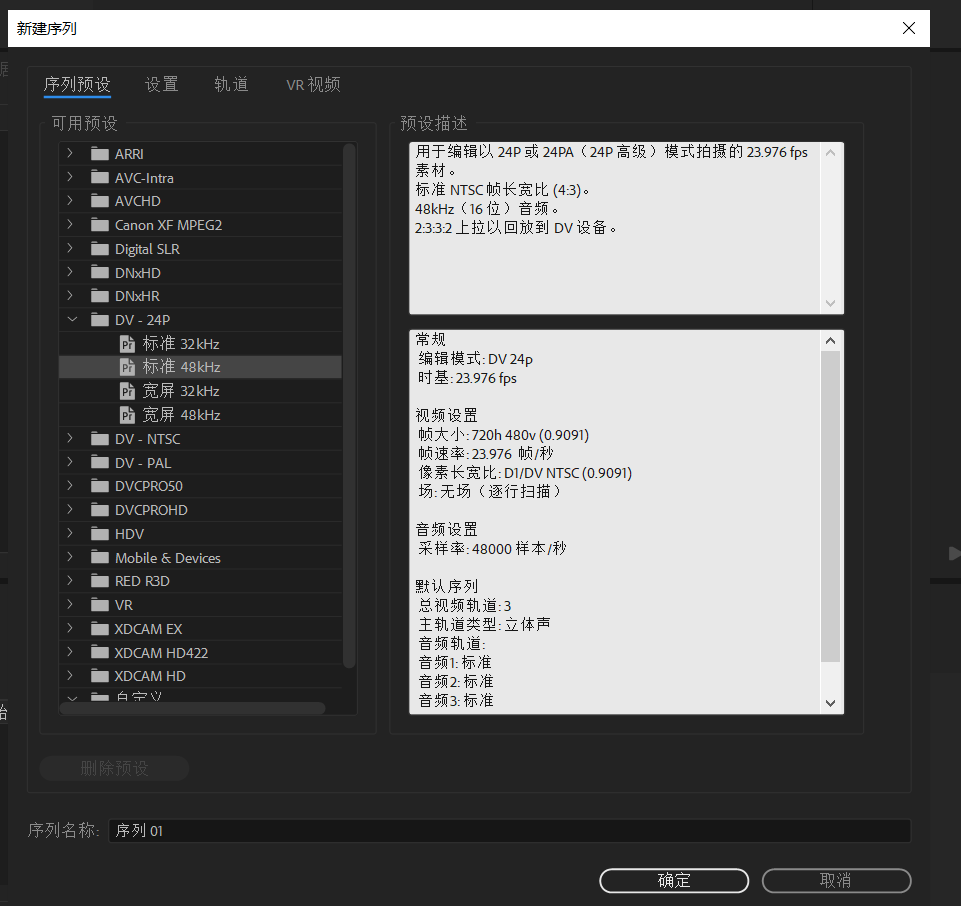 新建序列
序列预设 设置 轨道 VR 视频
可用预设
ARRI
AVC-Intra
AVCHD
Canon XF MPEG2
Digital SLR
DNxHD
DNxHR
DV - 24P
标准 32kHz
标准 48kHz
宽屏 32kHz
宽屏 48kHz
DV - NTSC
DV - PAL
DVCPRO50
DVCPROHD
HDV
Mobile & Devices
RED R3D
VR
XDCAM EX
XDCAM HD422
XDCAM HD
自定义
删除预设
预设描述
用于编辑以 24P 或 24PA（24P 高级）模式拍摄的 23.976 fps
素材。
标准 NTSC 帧长宽比 (4:3)。
48kHz（16 位）音频。
2:3:3:2 上拉以回放到 DV 设备。
常规
编辑模式: DV 24p
时基: 23.976 fps
视频设置
帧大小: 720h 480v (0.9091)
帧速率: 23.976 帧/秒
像素长宽比: D1/DV NTSC (0.9091)
场: 无场（逐行扫描）
音频设置
采样率: 48000 样本/秒
默认序列
总视频轨道: 3
主轨道类型: 立体声
音频轨道:
音频1: 标准
音频2: 标准
音频3: 标准
序列名称: 序列 01
确定 取消